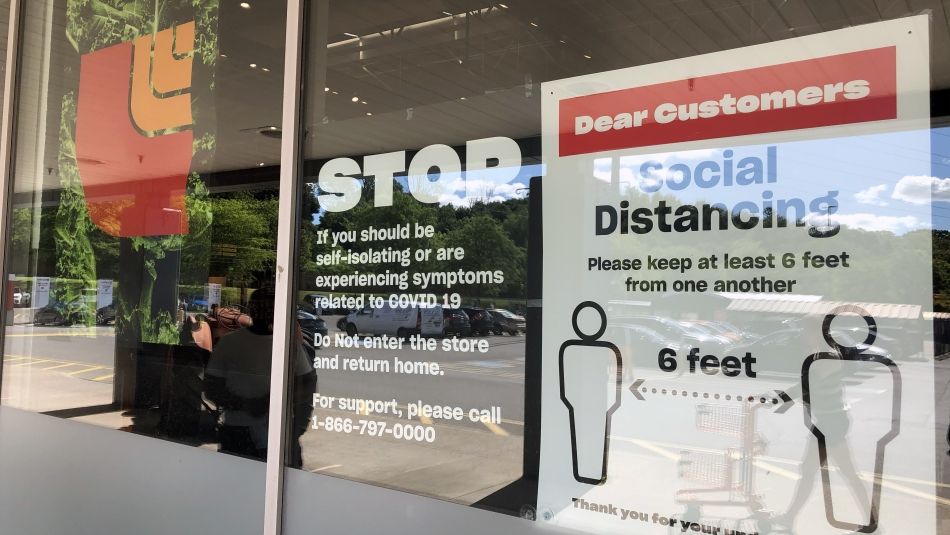 STOP
If you should be
self-isolating or are
experiencing symptoms
related to COVID 19
Do Not enter the store
and return home.
For support, please call
1-866-797-0000
Dear Customers
Social
Distancing
Please keep at least 6 feet
from one another
6 feet
Thank you for your